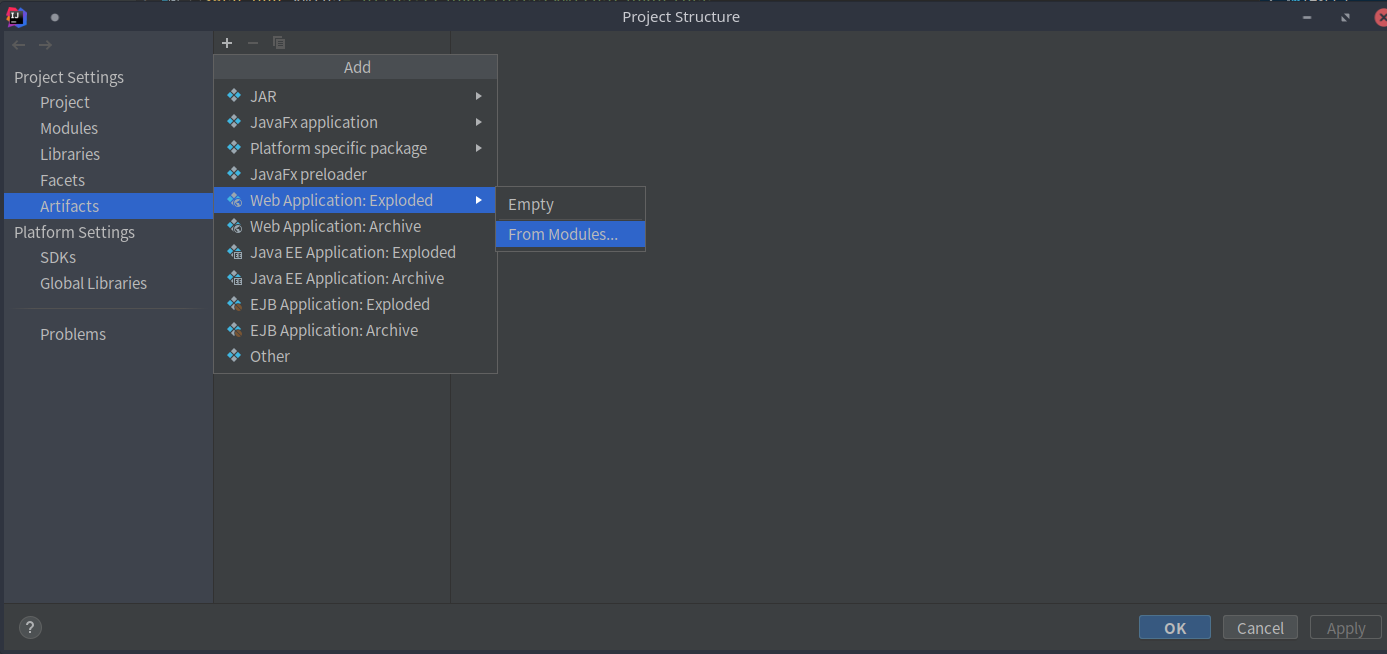 Project Structure
Project Settings
Project
Modules
Libraries
Facets
Artifacts
Platform Settings
SDKs
Global Libraries
Problems
Add
JAR
JavaFx application
Platform specific package
JavaFx preloader
Web Application: Exploded
Web Application: Archive
Java EE Application: Exploded
Java EE Application: Archive
EJB Application: Exploded
EJB Application: Archive
Other
Empty
From Modules...
?
OK
Cancel
Apply